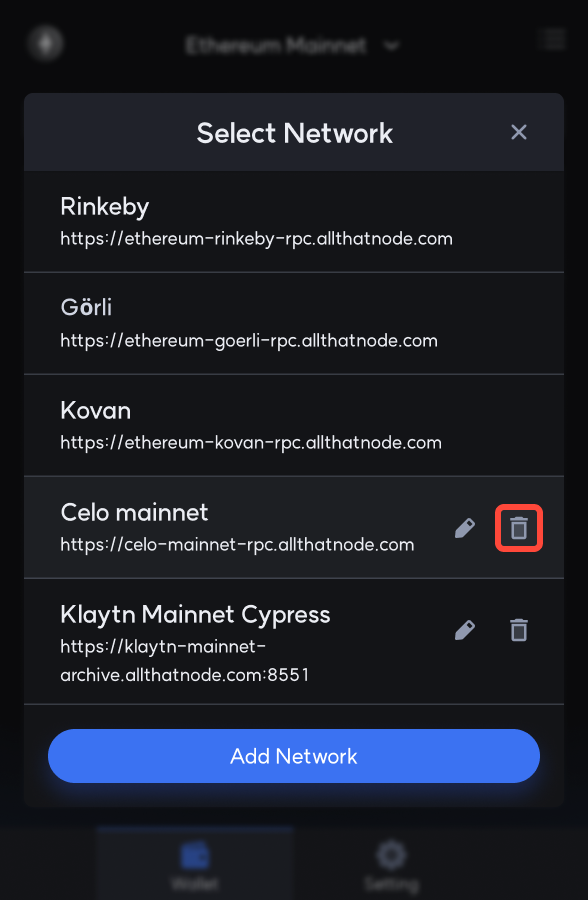 Ethereum Mainnet
Select Network
Rinkeby
https://ethereum-rinkeby-rpc.allthatnode.com
Görli
https://ethereum-goerli-rpc.allthatnode.com
Kovan
https://ethereum-kovan-rpc.allthatnode.com
Celo mainnet
https://celo-mainnet-rpc.allthatnode.com
Klaytn Mainnet Cypress
https://klaytn-mainnet-
archive.allthatnode.com:8551
Add Network
Wallet
Setting